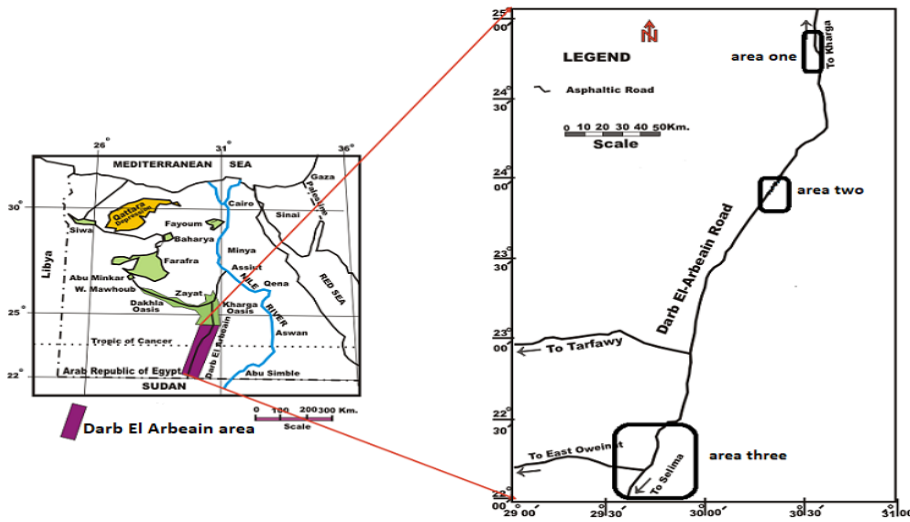 26°
31°
36°
MEDITERRANEAN SEA
Gaza
Palestine
30°
Cairo
Sinai
Qattara
Depression
Siwa
Fayoum
Baharya
Minya
Farafra
Assiut
Libya
Abu Minkar
W. Mawhoub
NILE
RIVER
Qena
RED SEA
Zayat
Dakhla
Oasis
Kharga
Oasis
25°
Aswan
Tropic of Cancer
Darb El Arbeain
Arab Republic of Egypt
Abu Simble
22°
SUDAN
0 100 200 300 Km.
Scale
Darb El Arbeain area
25°
00'
N
LEGEND
Asphaltic Road
0 10 20 30 40 50Km.
Scale
area one
To Kharga
24°
30'
24°
00'
area two
23°
30'
Darb El-Arbeain Road
23°
00'
To Tarfawy
22°
30'
To East Oweinat
To Selima
area three
22°
00'
29°00'
29°30'
30°00'
30°30'
31°00'